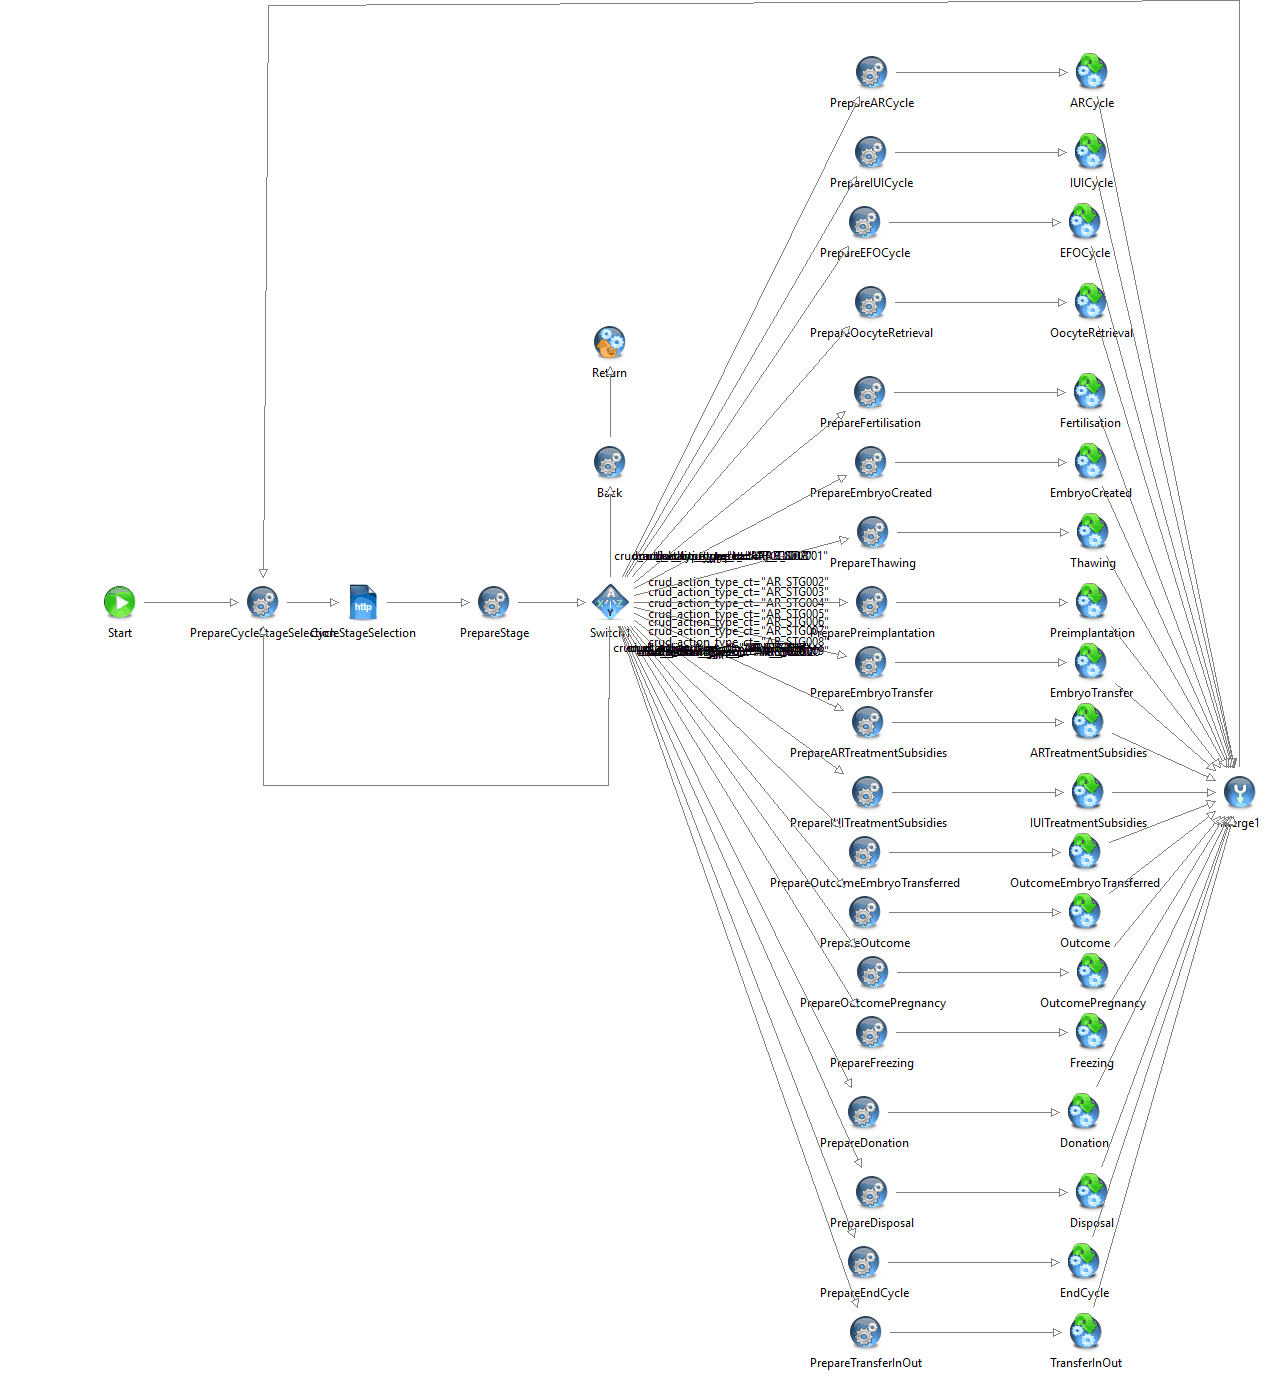 PrepareARCycle
ARCycle
PrepareIUICycle
IUICycle
PrepareEFOCycle
EFOCycle
PrepareOocyteRetrieval
OocyteRetrieval
Return
PrepareFertilisation
Fertilisation
Back
PrepareEmbryoCreated
EmbryoCreated
PrepareThawing
Thawing
crud_action_type_ct="AR_STG002"
crud_action_type_ct="AR_STG003"
crud_action_type_ct="AR_STG004"
crud_action_type_ct="AR_STG005"
crud_action_type_ct="AR_STG006"
crud_action_type_ct="AR_STG007"
crud_action_type_ct="AR_STG008"
http
A
X
Z
Y
Start
PrepareCycleStageSelection
CycleStageSelection
PrepareStage
Switch1
PreparePreimplantation
Preimplantation
PrepareEmbryoTransfer
EmbryoTransfer
PrepareARTreatmentSubsidies
ARTreatmentSubsidies
PrepareIUITreatmentSubsidies
IUITreatmentSubsidies
Merge1
PrepareOutcomeEmbryoTransferred
OutcomeEmbryoTransferred
PrepareOutcome
Outcome
PrepareOutcomePregnancy
OutcomePregnancy
PrepareFreezing
Freezing
PrepareDonation
Donation
PrepareDisposal
Disposal
PrepareEndCycle
EndCycle
PrepareTransferInOut
TransferInOut